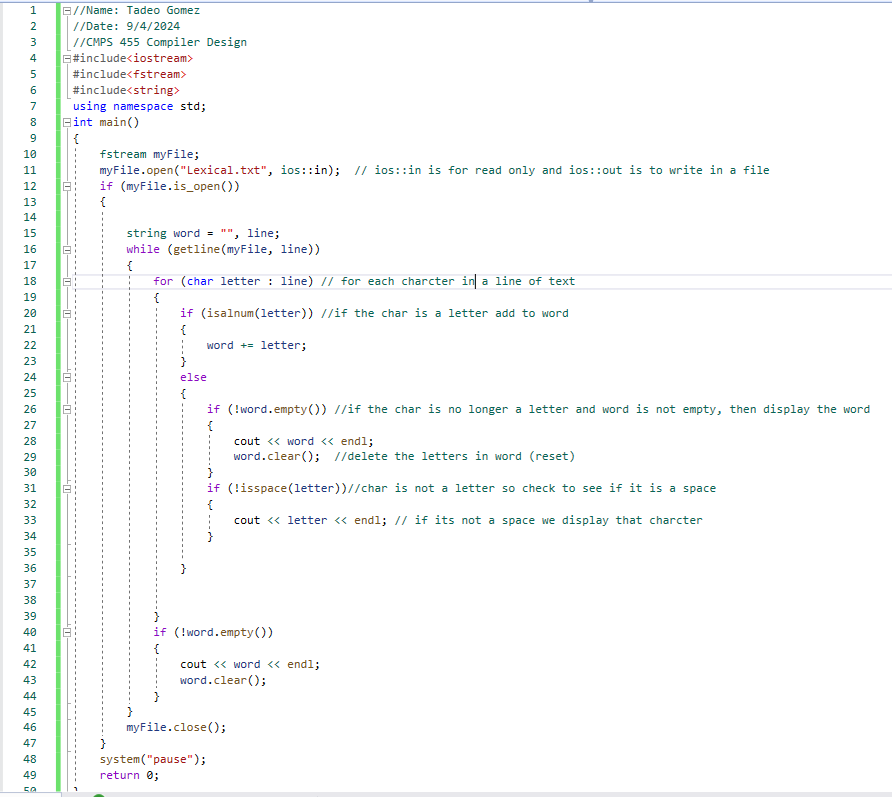 1 //Name: Tadeo Gomez
2 //Date: 9/4/2024
3 //CMPS 455 Compiler Design
4 #include<iostream>
5 #include<fstream>
6 #include<string>
7 using namespace std;
8 int main()
9 {
10 fstream myFile;
11 myFile.open("Lexical.txt", ios::in); // ios::in is for read only and ios::out is to write in a file
12 if (myFile.is_open())
13 {
14
15 string word = "", line;
16 while (getline(myFile, line))
17 {
18 for (char letter : line) // for each charcter in a line of text
19 {
20 if (isalnum(letter)) //if the char is a letter add to word
21 {
22 word += letter;
23 }
24 else
25 {
26 if (!word.empty()) //if the char is no longer a letter and word is not empty, then display the word
27 {
28 cout << word << endl;
29 word.clear(); //delete the letters in word (reset)
30 }
31 if (!isspace(letter))//char is not a letter so check to see if it is a space
32 {
33 cout << letter << endl; // if its not a space we display that charcter
34 }
35
36 }
37
38
39 }
40 if (!word.empty())
41 {
42 cout << word << endl;
43 word.clear();
44 }
45 }
46 myFile.close();
47 }
48 system("pause");
49 return 0;
50 }